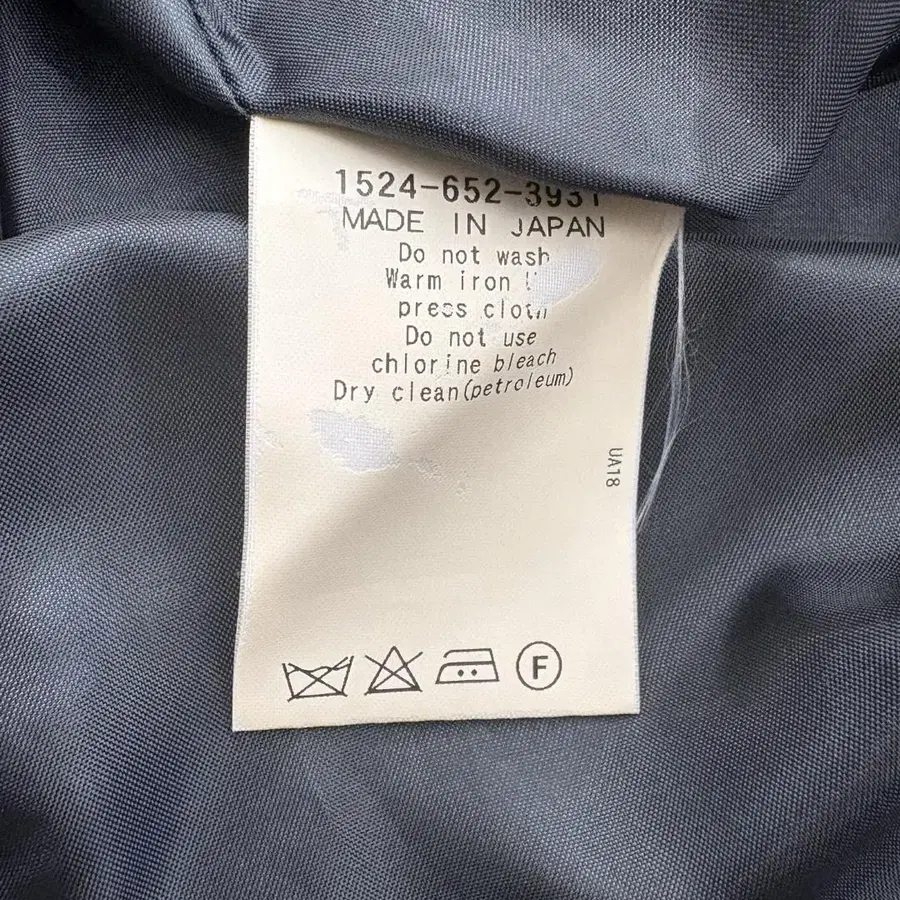 1524-652-3931
MADE IN JAPAN
Do not wash
Warm iron
press cloth
Do not use
chlorine bleach
Dry clean(petroleum)
UA18
F